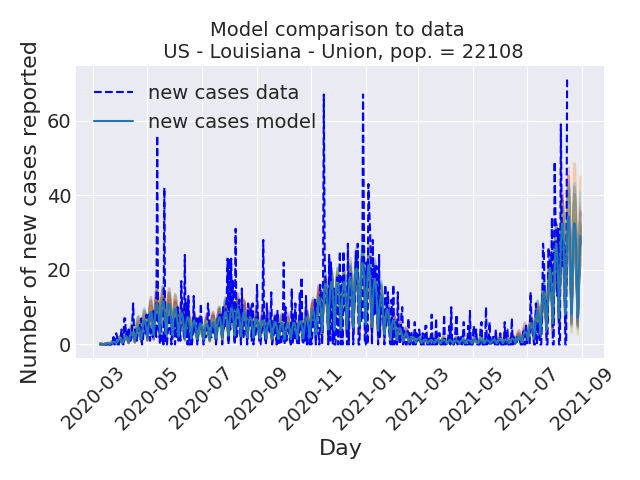 Model comparison to data
US - Louisiana - Union, pop. = 22108
new cases data
new cases model
Number of new cases reported
60
40
20
0
2020-03
2020-05
2020-07
2020-09
2020-11
2021-01
2021-03
2021-05
2021-07
2021-09
Day